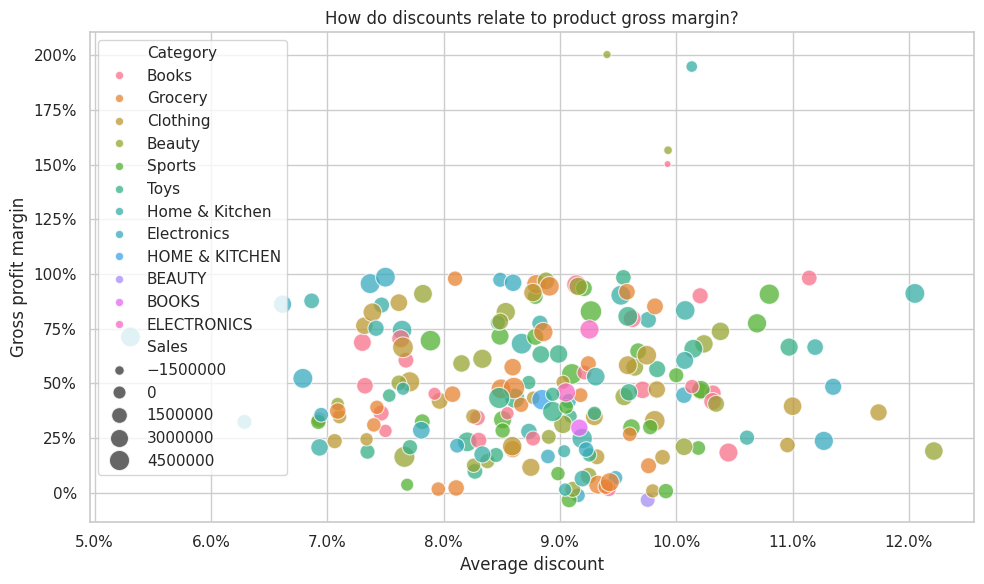 How do discounts relate to product gross margin?
Category
Books
Grocery
Clothing
Beauty
Sports
Toys
Home & Kitchen
Electronics
HOME & KITCHEN
BEAUTY
BOOKS
ELECTRONICS
Sales
−1500000
0
1500000
3000000
4500000
Gross profit margin
200%
175%
150%
125%
100%
75%
50%
25%
0%
5.0% 6.0% 7.0% 8.0% 9.0% 10.0% 11.0% 12.0%
Average discount